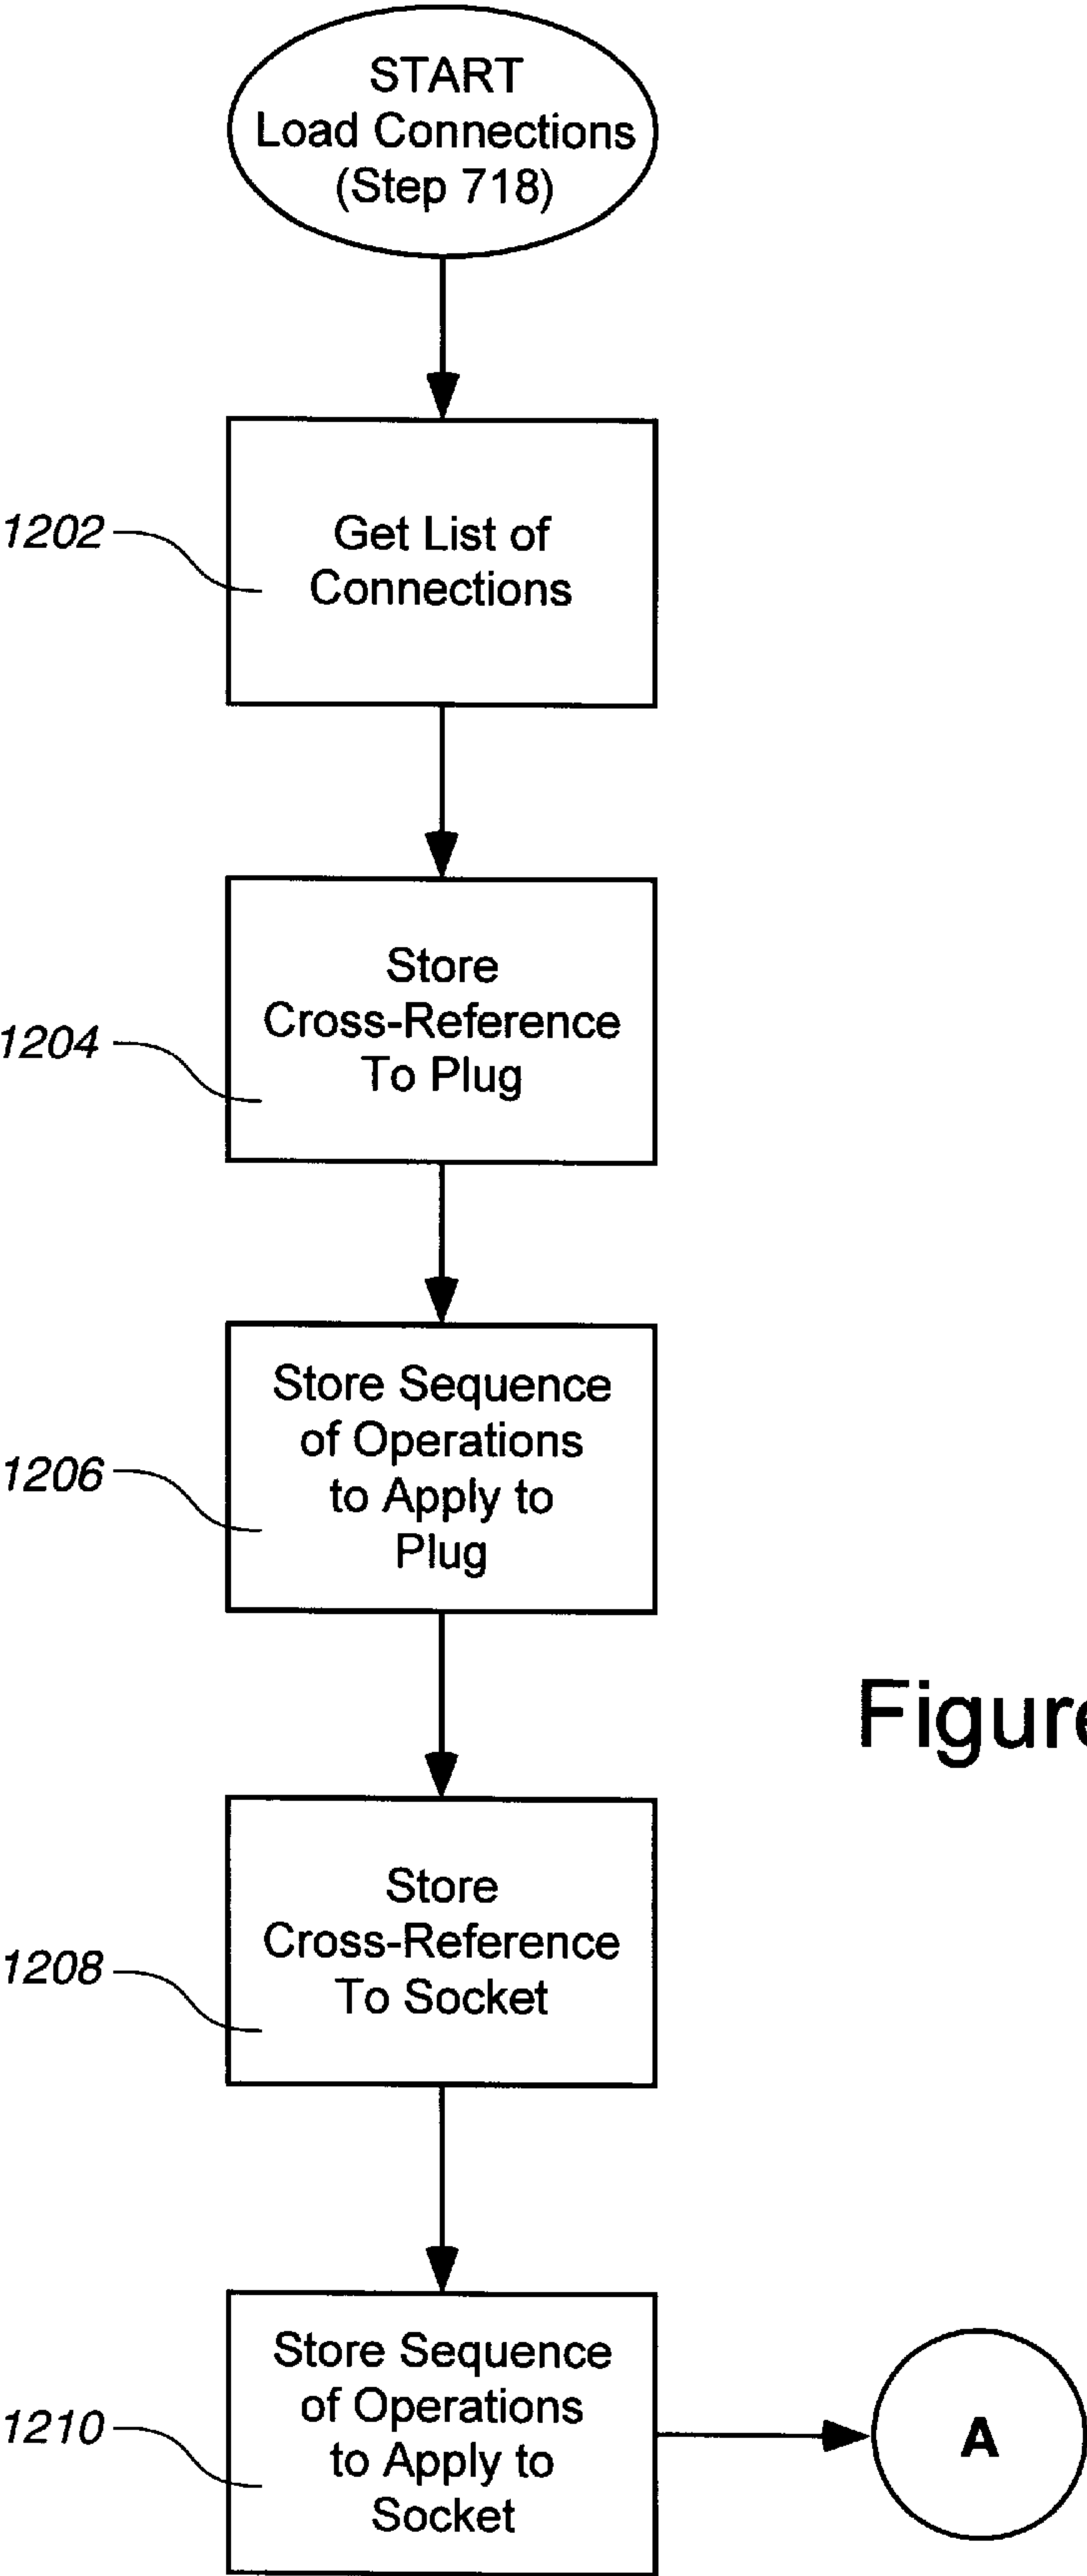 START
Load Connections
(Step 718)
1202
Get List of
Connections
1204
Store
Cross-Reference
To Plug
1206
Store Sequence
of Operations
to Apply to
Plug
Figure
1208
Store
Cross-Reference
To Socket
1210
Store Sequence
of Operations
to Apply to
Socket
A